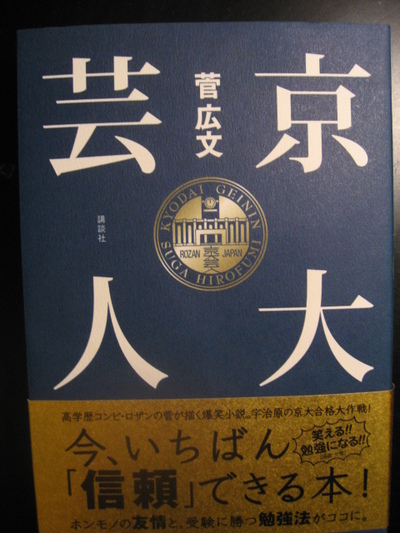 京大
芸人
菅広文
講談社
KYODAI GEININ
ROZAN JAPAN
SUGA HIROFUMI
高学歴コンビ・ロザンの菅が描く爆笑小説。宇治原の京大合格大作戦!
今、いちばん
笑える!!
勉強になる!!
「信頼」できる本!
ホンモノの友情と、受験に勝つ勉強法がココに。